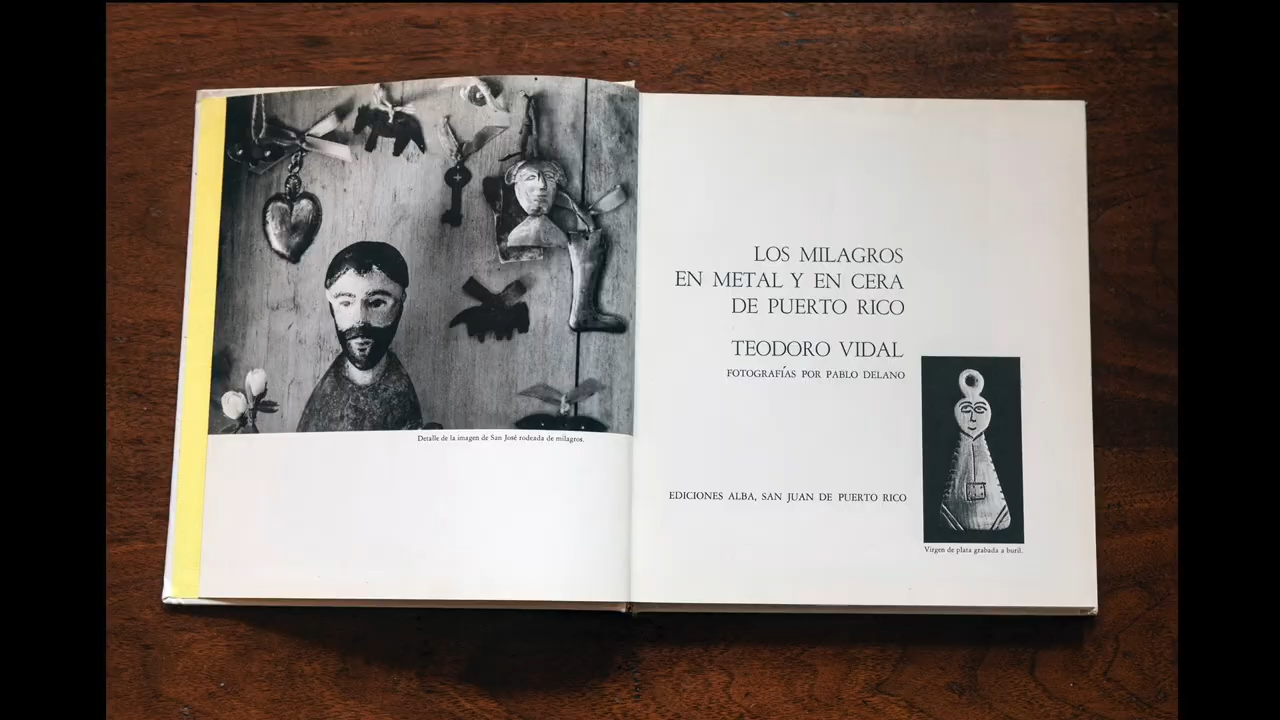 Detalle de la imagen de San José rodeada de milagros.
LOS MILAGROS
EN METAL Y EN CERA
DE PUERTO RICO
TEODORO VIDAL
FOTOGRAFÍAS POR PABLO DELANO
EDICIONES ALBA, SAN JUAN DE PUERTO RICO
Virgen de plata grabada a buril.